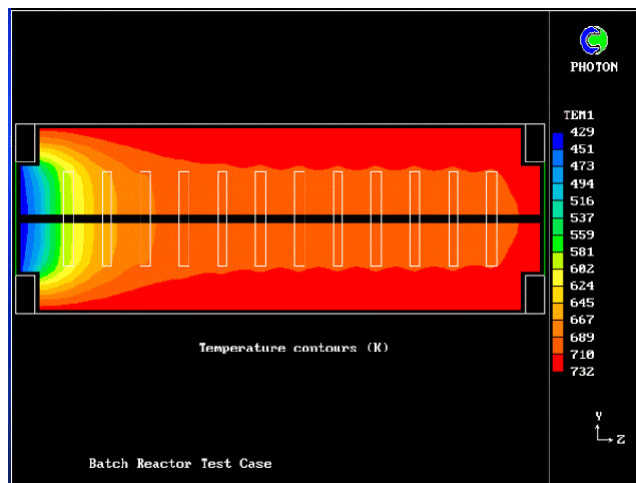 PHOTON
TEM1
429
451
473
494
516
537
559
581
602
624
645
667
689
710
732
Temperature contours (K)
Y
Z
Batch Reactor Test Case